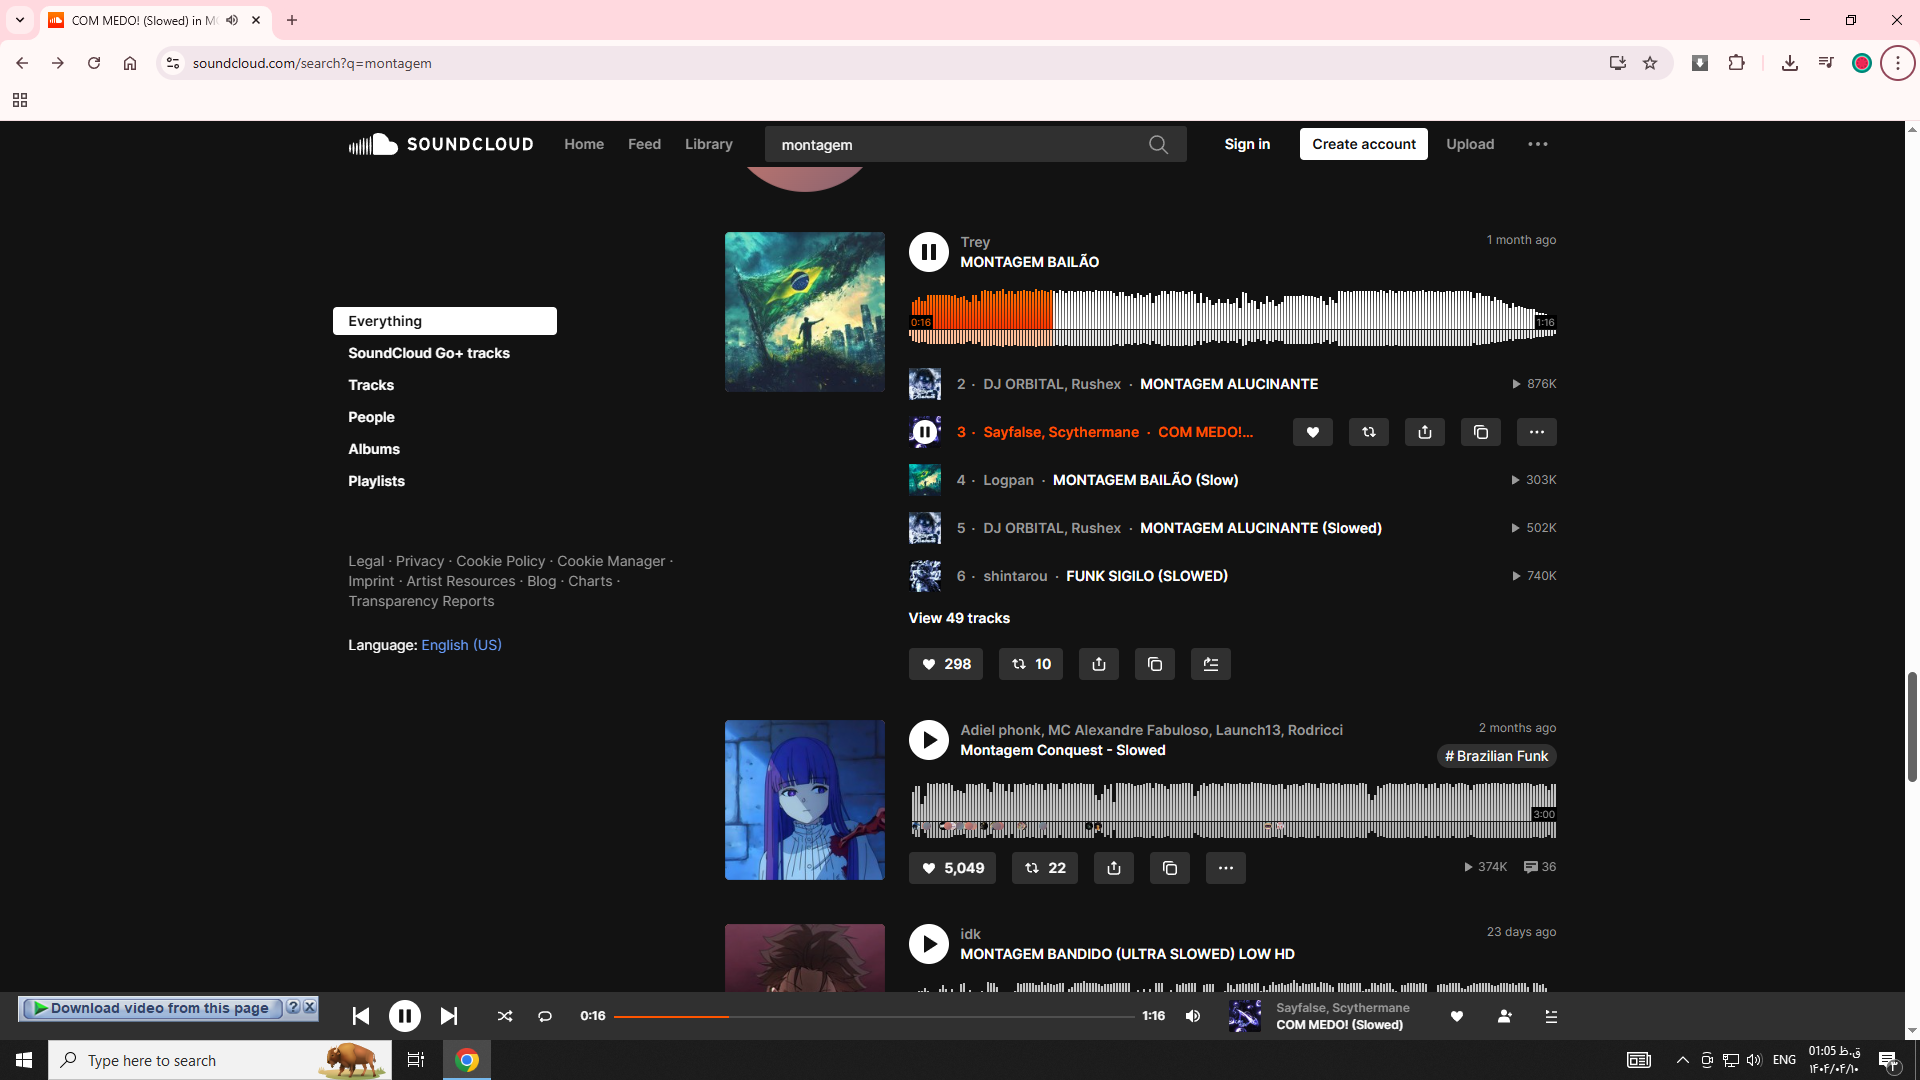 COM MEDO! (Slowed) in M
soundcloud.com/search?q=montagem
SOUNDCLOUD
Home
Feed
Library
montagem
Sign in
Create account
Upload
Everything
SoundCloud Go+ tracks
Tracks
People
Albums
Playlists
Legal · Privacy · Cookie Policy · Cookie Manager ·
Imprint · Artist Resources · Blog · Charts ·
Transparency Reports
Language: English (US)
Trey
1 month ago
MONTAGEM BAILÃO
0:16
1:16
2 · DJ ORBITAL, Rushex · MONTAGEM ALUCINANTE
876K
3 · Sayfalse, Scythermane · COM MEDO!...
4 · Logpan · MONTAGEM BAILÃO (Slow)
303K
5 · DJ ORBITAL, Rushex · MONTAGEM ALUCINANTE (Slowed)
502K
6 · shintarou · FUNK SIGILO (SLOWED)
740K
View 49 tracks
298
10
Adiel phonk, MC Alexandre Fabuloso, Launch13, Rodricci
2 months ago
Montagem Conquest - Slowed
# Brazilian Funk
3:00
5,049
22
374K
36
idk
23 days ago
MONTAGEM BANDIDO (ULTRA SLOWED) LOW HD
Download video from this page
0:16
1:16
Sayfalse, Scythermane
COM MEDO! (Slowed)
Type here to search
ENG
01:05 ق.ظ
۱۴۰۴/۰۴/۱۰